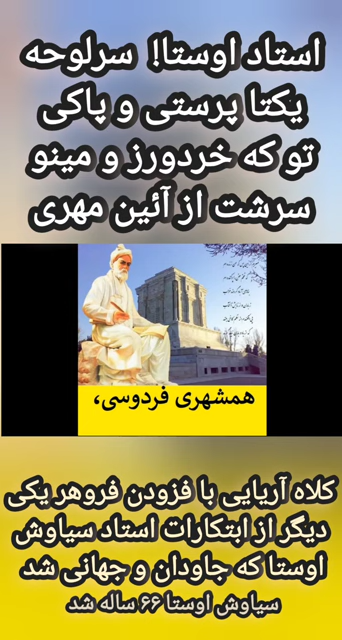 استاد اوستا! سرلوحه
یکتا پرستی و پاکی
تو که خردورز و مینو
سرشت از آئین مهری
همشهری فردوسی،
کلاه آریایی با فزودن فروهر یکی
دیگر از ابتکارات استاد سیاوش
اوستا که جاودان و جهانی شد
سیاوش اوستا ۶۶ ساله شد